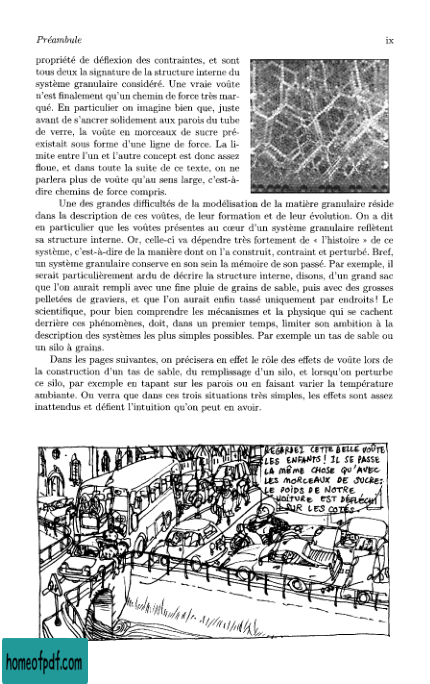 Préambule
ix
propriété de déflexion des contraintes, et sont
tous deux la signature de la structure interne du
système granulaire considéré. Une vraie voûte
n'est finalement qu'un chemin de force très mar-
qué. En particulier on imagine bien que, juste
avant de s'ancrer solidement aux parois du tube
de verre, la voûte en morceaux de sucre pré-
existait sous forme d'une ligne de force. La li-
mite entre l'un et l'autre concept est donc assez
floue, et dans toute la suite de ce texte, on ne
parlera plus de voûte qu'au sens large, c'est-à-
dire chemins de force compris.
Une des grandes difficultés de la modélisation de la matière granulaire réside
dans la description de ces voûtes, de leur formation et de leur évolution. On a dit
en particulier que les voûtes présentes au cœur d'un système granulaire reflètent
sa structure interne. Or, celle-ci va dépendre très fortement de « l'histoire » de ce
système, c'est-à-dire de la manière dont on l'a construit, contraint et perturbé. Bref,
un système granulaire conserve en son sein la mémoire de son passé. Par exemple, il
serait particulièrement ardu de décrire la structure interne, disons, d'un grand sac
que l'on aurait rempli avec une fine pluie de grains de sable, puis avec des grosses
pelletées de graviers, et que l'on aurait enfin tassé uniquement par endroits! Le
scientifique, pour bien comprendre les mécanismes et la physique qui se cachent
derrière ces phénomènes, doit, dans un premier temps, limiter son ambition à la
description des systèmes les plus simples possibles. Par exemple un tas de sable ou
un silo à grains.
Dans les pages suivantes, on précisera en effet le rôle des effets de voûte lors de
la construction d'un tas de sable, du remplissage d'un silo, et lorsqu'on perturbe
ce silo, par exemple en tapant sur les parois ou en faisant varier la température
ambiante. On verra que dans ces trois situations très simples, les effets sont assez
inattendus et défient l'intuition qu'on peut en avoir.
REGARDEZ CETTE BELLE VOÛTE
LES ENFANTS! IL SE PASSE
LA MÊME CHOSE QU'AVEC
LES MORCEAUX DE SUCRE:
LE POIDS DE NOTRE
VOITURE EST DÉFLÉCHI
SUR LES COTÉS.
homeofpdf.com